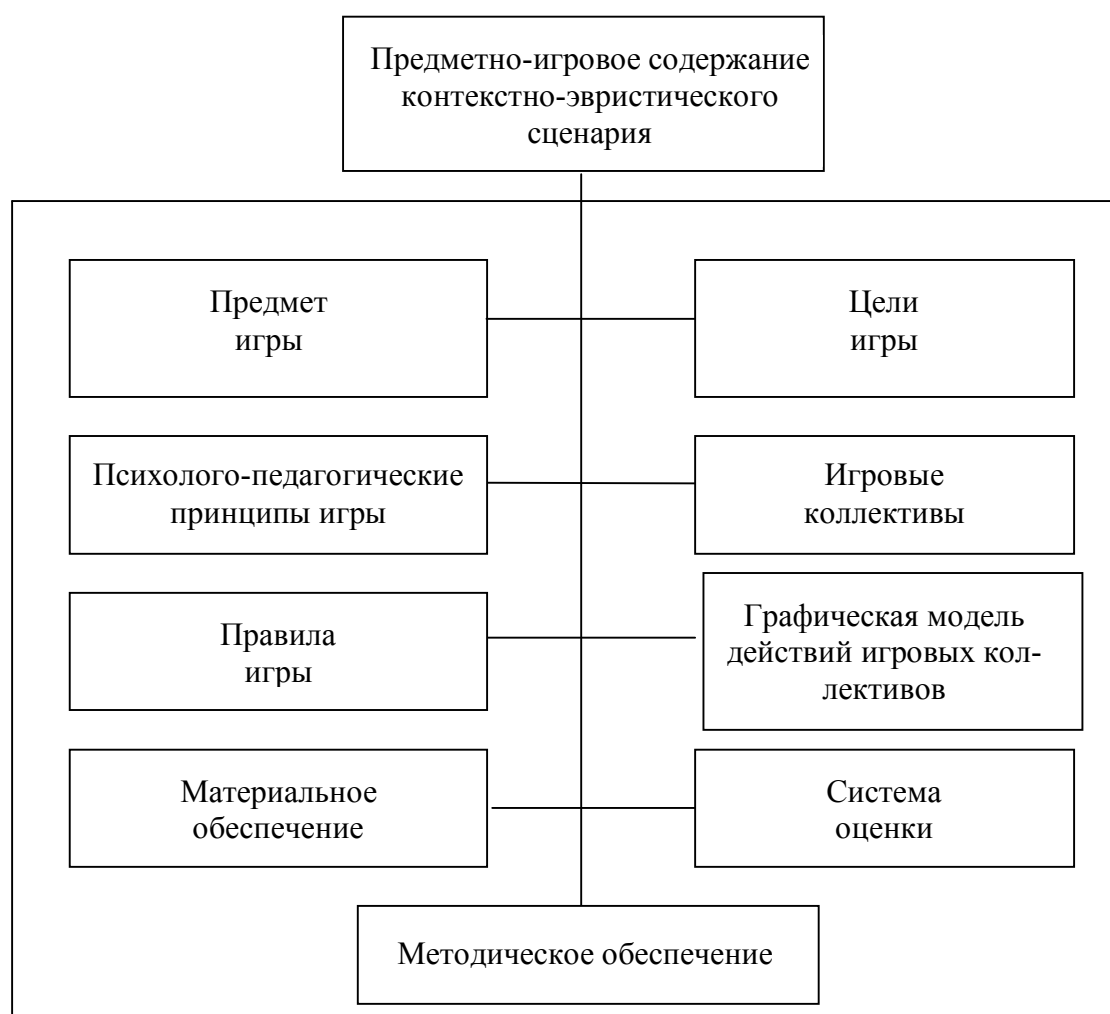 Предметно-игровое содержание
контекстно-эвристического
сценария
Предмет
игры
Цели
игры
Психолого-педагогические
принципы игры
Игровые
коллективы
Правила
игры
Графическая модель
действий игровых кол-
лективов
Материальное
обеспечение
Система
оценки
Методическое обеспечение